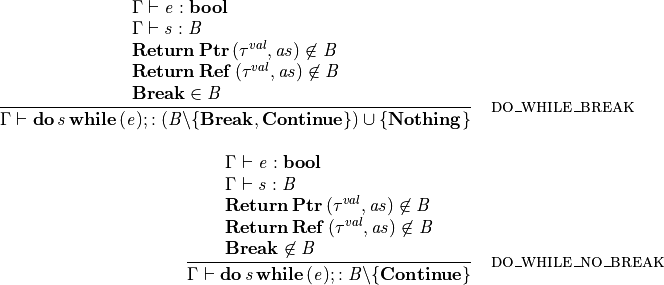 Γ ⊢ e : bool
Γ ⊢ s : B
Return Ptr (τ^val, as) ∉ B
Return Ref (τ^val, as) ∉ B
Break ∈ B
Γ ⊢ do s while (e); : (B\{Break, Continue}) ∪ {Nothing} DO_WHILE_BREAK
Γ ⊢ e : bool
Γ ⊢ s : B
Return Ptr (τ^val, as) ∉ B
Return Ref (τ^val, as) ∉ B
Break ∉ B
Γ ⊢ do s while (e); : B\{Continue} DO_WHILE_NO_BREAK